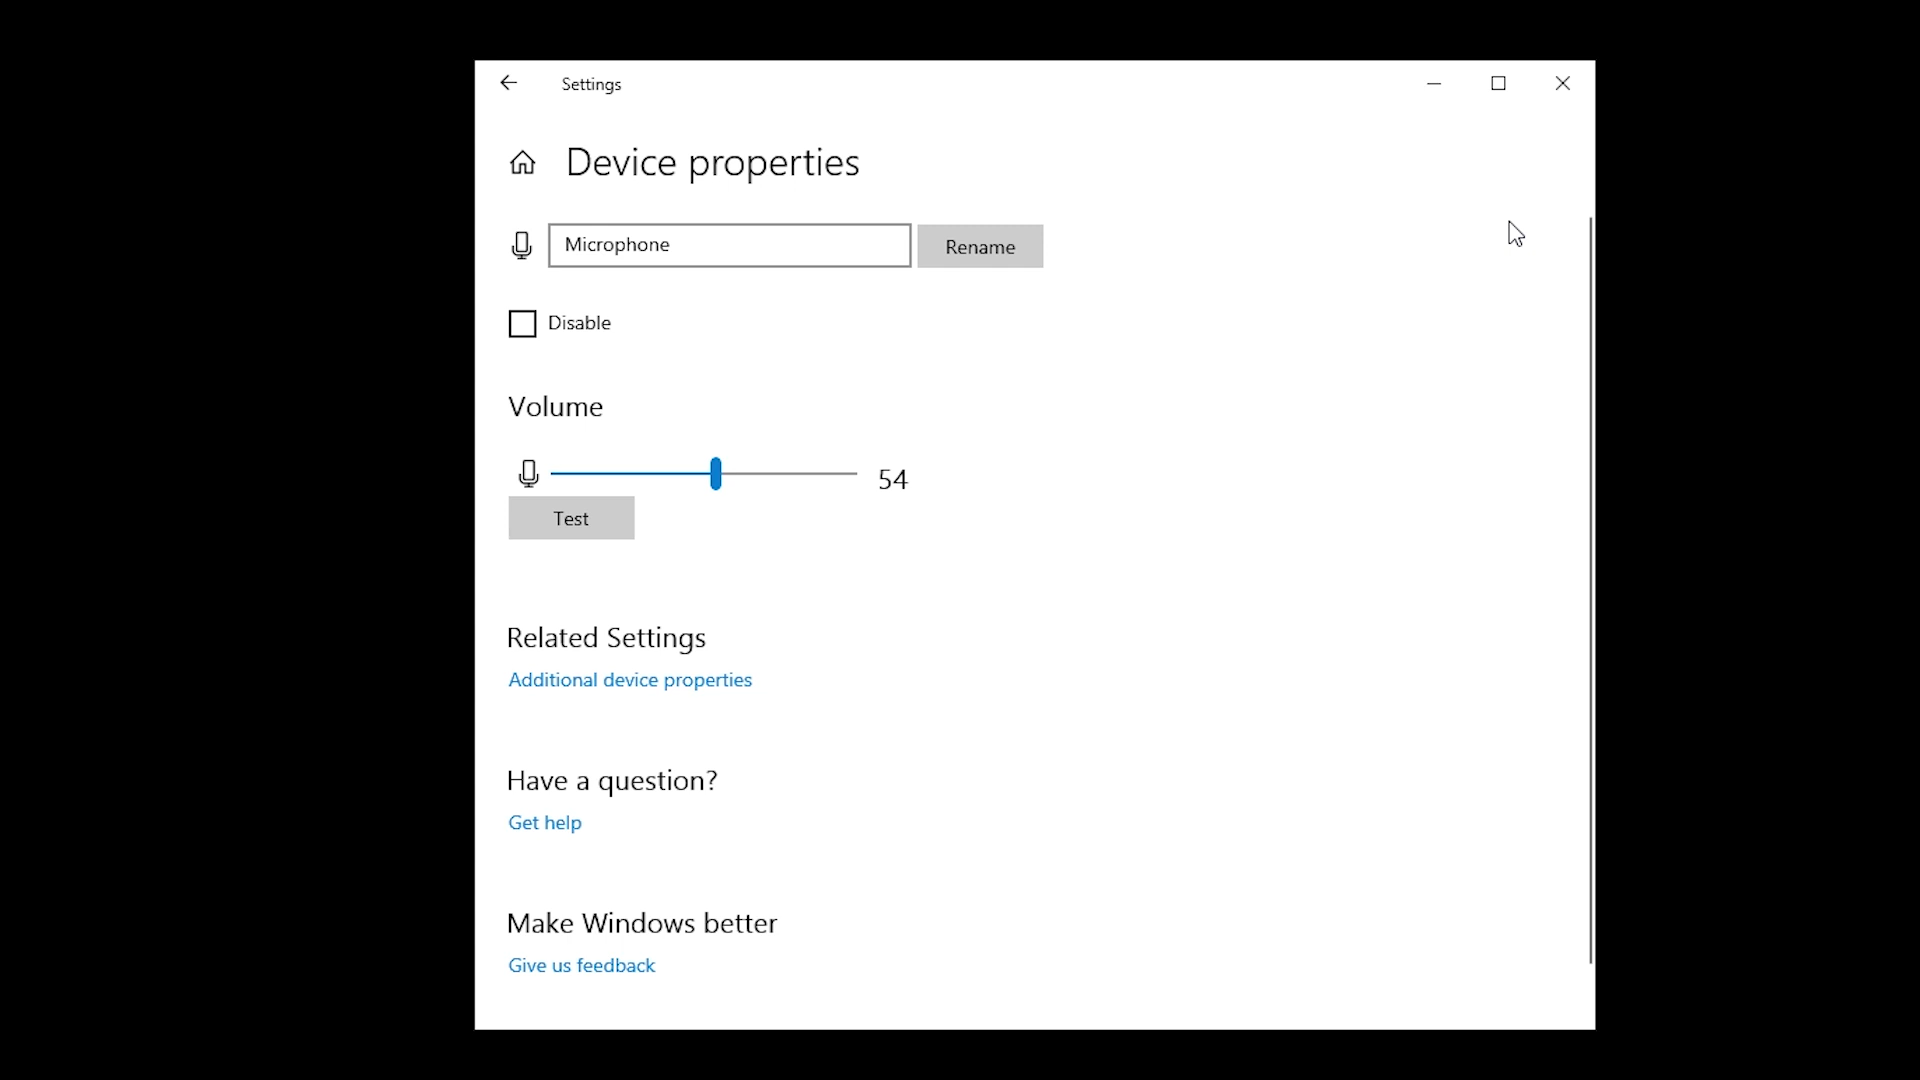 Settings
Device properties
Microphone
Rename
Disable
Volume
54
Test
Related Settings
Additional device properties
Have a question?
Get help
Make Windows better
Give us feedback